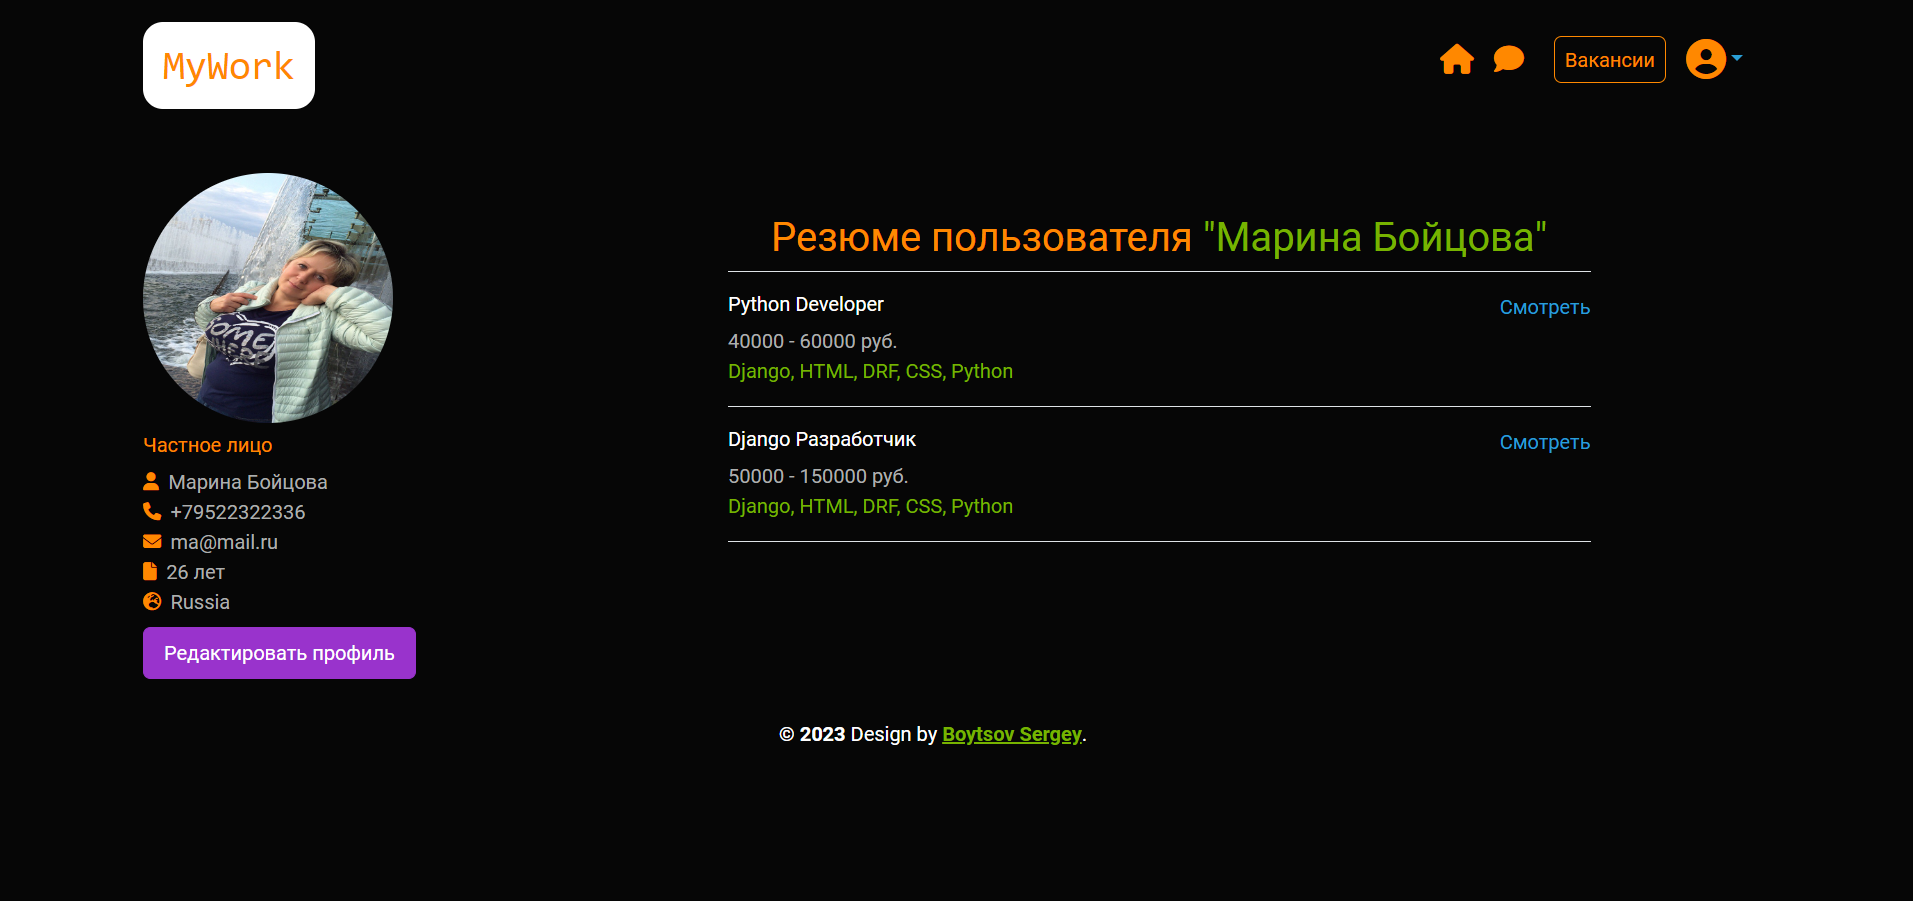 MyWork
Вакансии
SOME
WHERE
Частное лицо
Марина Бойцова
+79522322336
ma@mail.ru
26 лет
Russia
Редактировать профиль
Резюме пользователя "Марина Бойцова"
Python Developer
Смотреть
40000 - 60000 руб.
Django, HTML, DRF, CSS, Python
Django Разработчик
Смотреть
50000 - 150000 руб.
Django, HTML, DRF, CSS, Python
© 2023 Design by Boytsov Sergey.